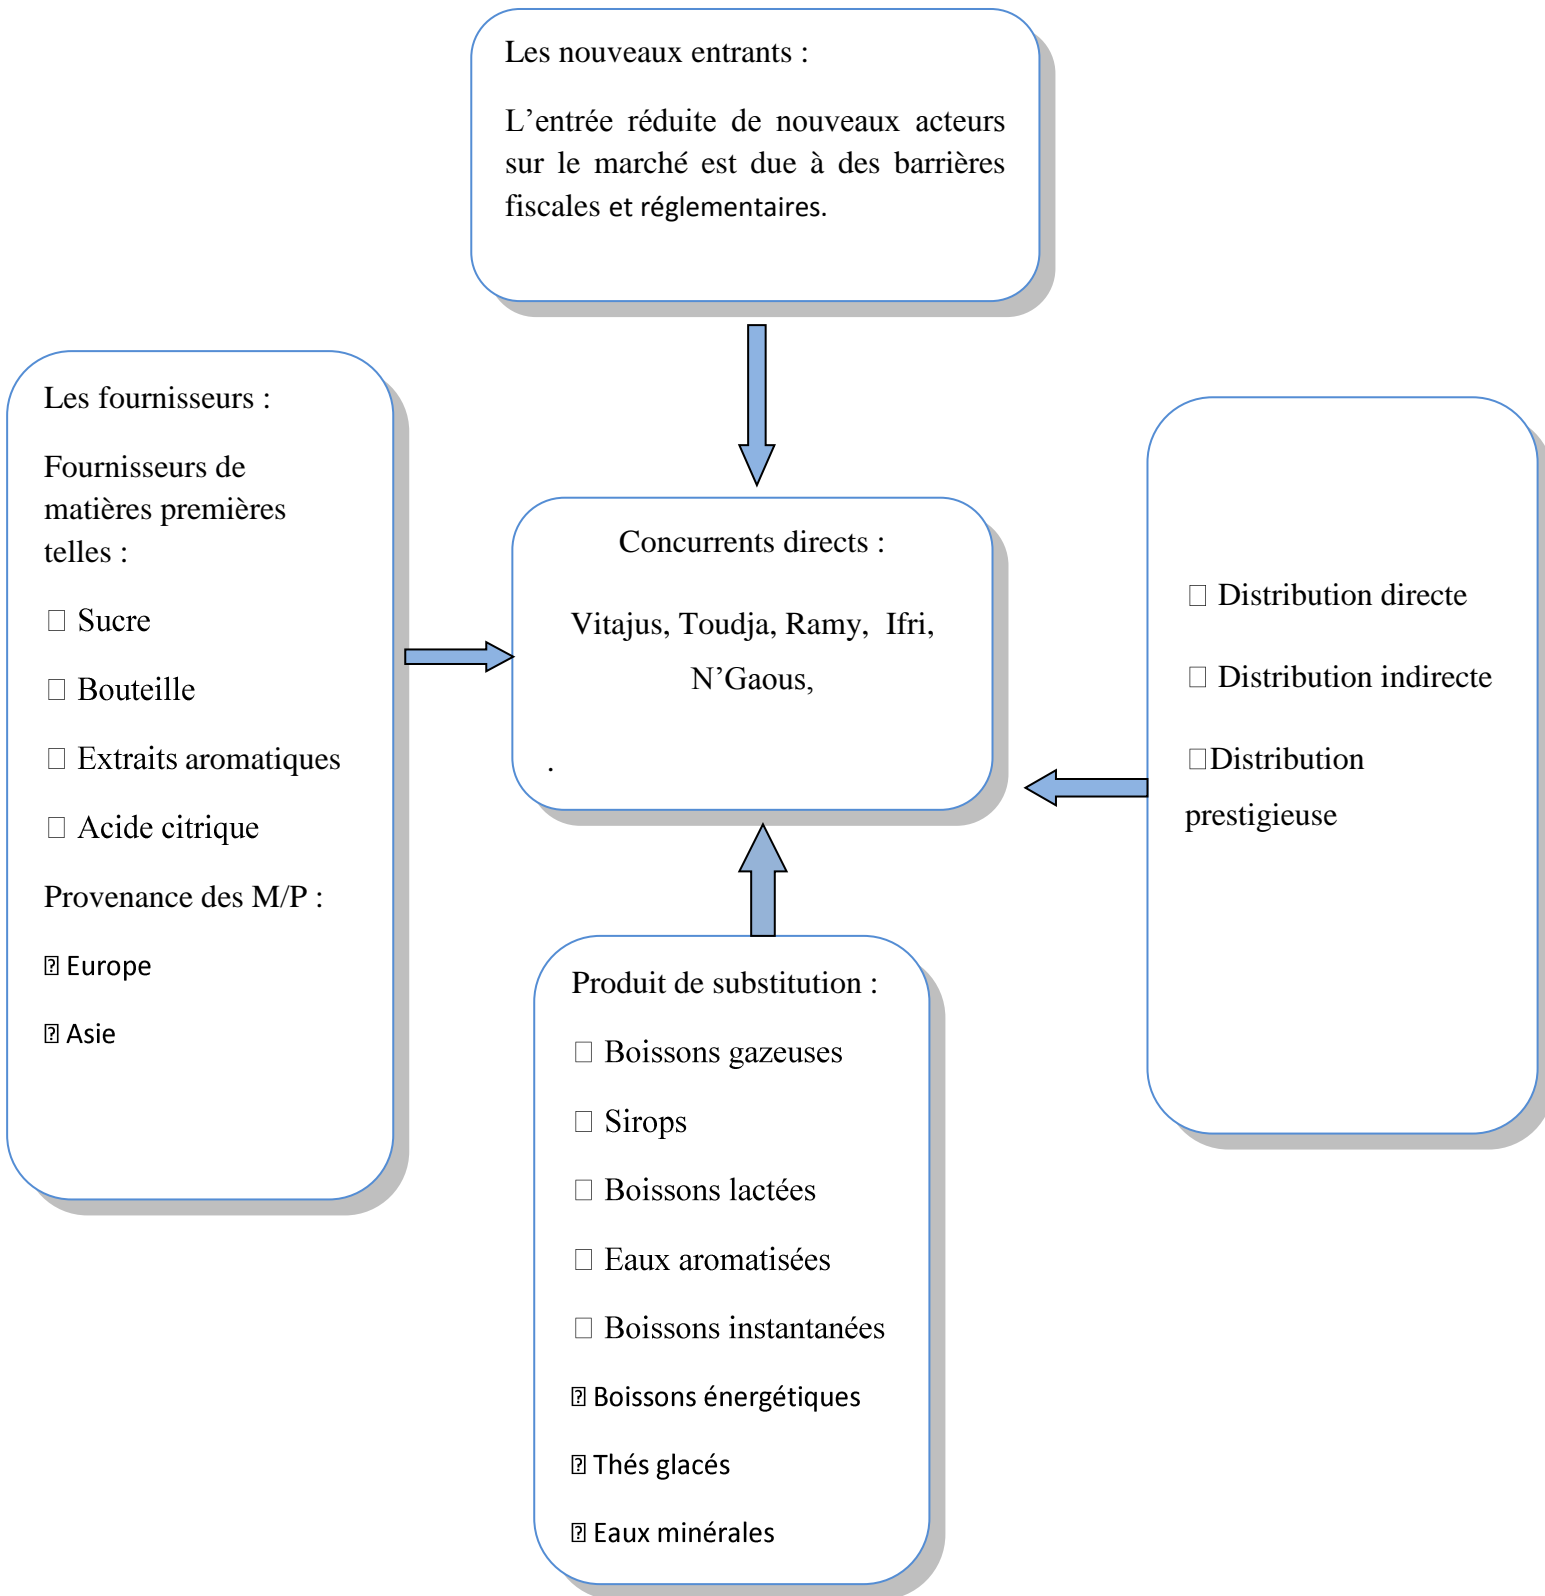 Les nouveaux entrants :
L’entrée réduite de nouveaux acteurs
sur le marché est due à des barrières
fiscales et réglementaires.
Les fournisseurs :
Fournisseurs de
matières premières
telles :
□ Sucre
□ Bouteille
□ Extraits aromatiques
□ Acide citrique
Provenance des M/P :
⍰ Europe
⍰ Asie
Concurrents directs :
Vitajus, Toudja, Ramy, Ifri,
N’Gaous,
.
□ Distribution directe
□ Distribution indirecte
□Distribution
prestigieuse
Produit de substitution :
□ Boissons gazeuses
□ Sirops
□ Boissons lactées
□ Eaux aromatisées
□ Boissons instantanées
⍰ Boissons énergétiques
⍰ Thés glacés
⍰ Eaux minérales